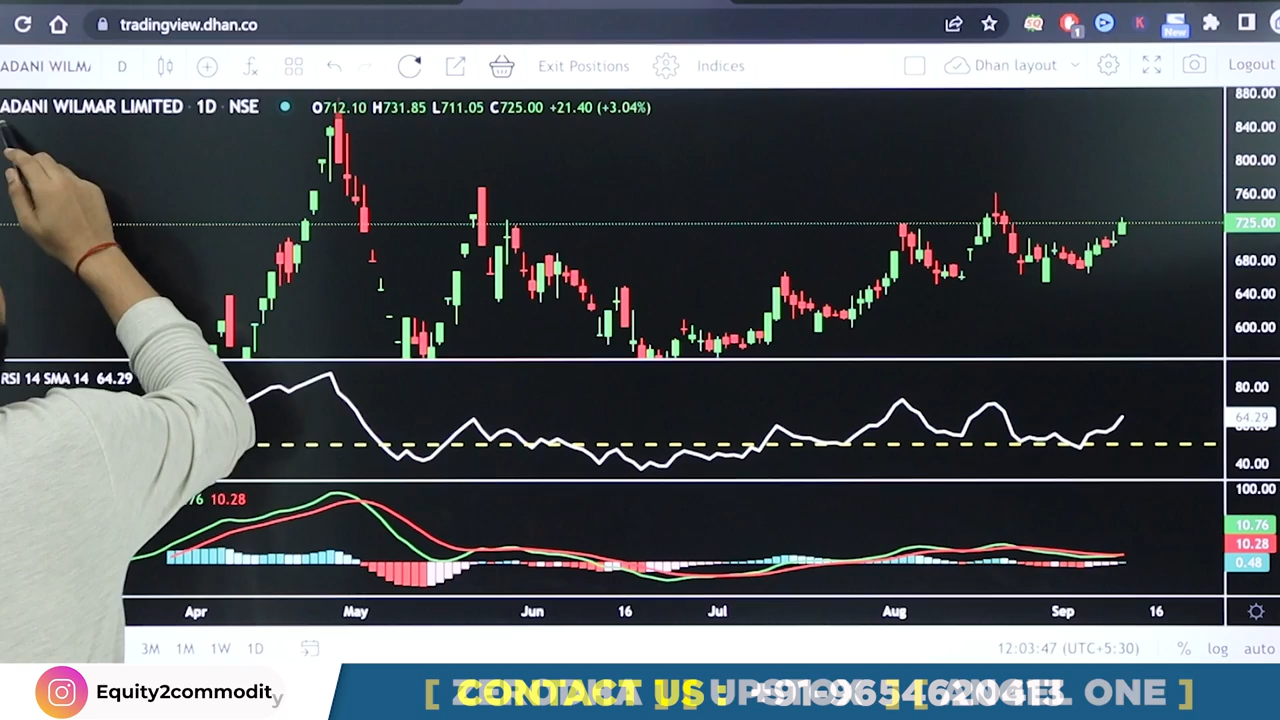 tradingview.dhan.co
1
K
New
ADANI WILMA
D
Exit Positions
Indices
Dhan layout
Logout
ADANI WILMAR LIMITED · 1D · NSE
O712.10 H731.85 L711.05 C725.00 +21.40 (+3.04%)
880.00
840.00
800.00
760.00
725.00
680.00
640.00
600.00
RSI 14 SMA 14 64.29
80.00
64.29
40.00
10.28
100.00
10.76
10.28
0.48
Apr May Jun 16 Jul Aug Sep 16
3M 1M 1W 1D
12:03:47 (UTC+5:30) % log auto
Equity2commodity
[ CONTACT US : +91-9654620413 ]